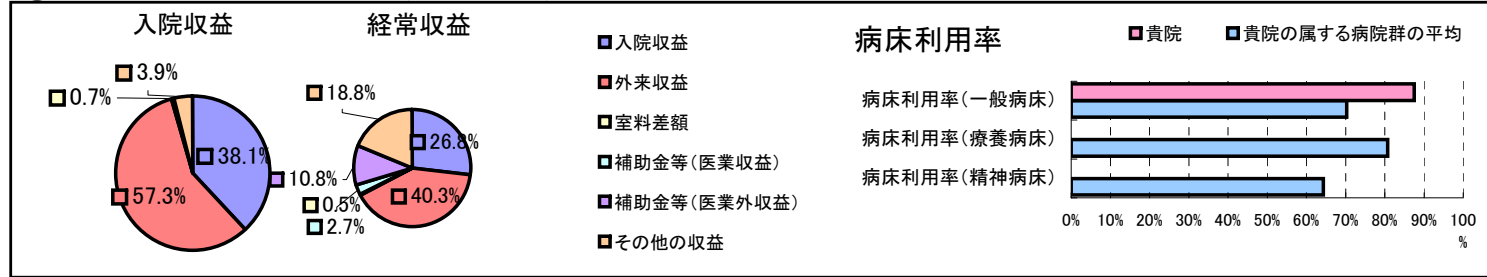 入院収益
3.9%
0.7%
38.1%
57.3%
経常収益
18.8%
26.8%
10.8%
0.5%
40.3%
2.7%
入院収益
外来収益
室料差額
補助金等(医業収益)
補助金等(医業外収益)
その他の収益
病床利用率
貴院
貴院の属する病院群の平均
病床利用率(一般病床)
病床利用率(療養病床)
病床利用率(精神病床)
0% 10% 20% 30% 40% 50% 60% 70% 80% 90% 100
%